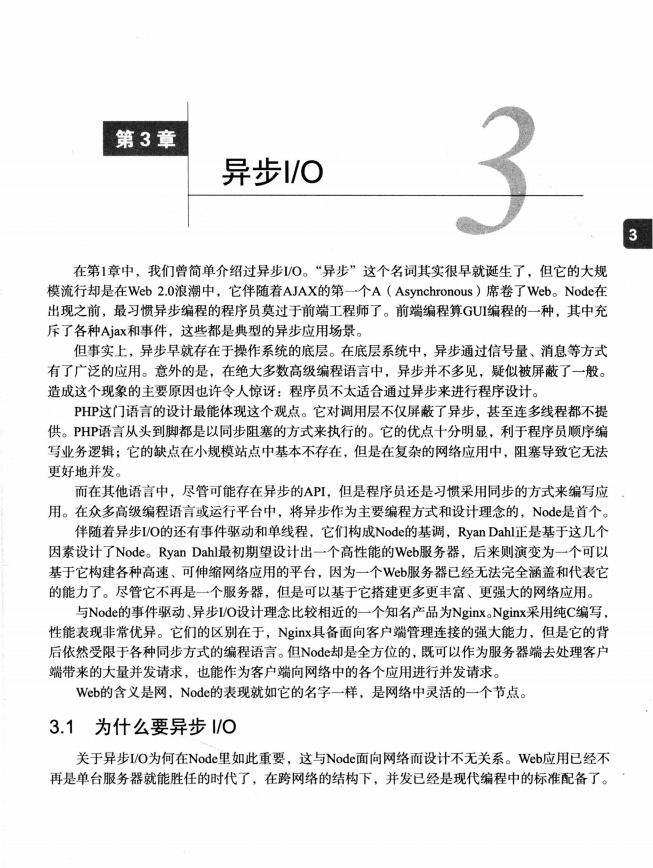 第3章
异步I/O
3
3
在第1章中，我们曾简单介绍过异步I/O。“异步”这个名词其实很早就诞生了，但它的大规
模流行却是在Web 2.0浪潮中，它伴随着AJAX的第一个A（Asynchronous）席卷了Web。Node在
出现之前，最习惯异步编程的程序员莫过于前端工程师了。前端编程算GUI编程的一种，其中充
斥了各种Ajax和事件，这些都是典型的异步应用场景。
但事实上，异步早就存在于操作系统的底层。在底层系统中，异步通过信号量、消息等方式
有了广泛的应用。意外的是，在绝大多数高级编程语言中，异步并不多见，疑似被屏蔽了一般。
造成这个现象的主要原因也许令人惊讶：程序员不太适合通过异步来进行程序设计。
PHP这门语言的设计最能体现这个观点。它对调用层不仅屏蔽了异步，甚至连多线程都不提
供。PHP语言从头到脚都是以同步阻塞的方式来执行的。它的优点十分明显，利于程序员顺序编
写业务逻辑；它的缺点在小规模站点中基本不存在，但是在复杂的网络应用中，阻塞导致它无法
更好地并发。
而在其他语言中，尽管可能存在异步的API，但是程序员还是习惯采用同步的方式来编写应
用。在众多高级编程语言或运行平台中，将异步作为主要编程方式和设计理念的，Node是首个。
伴随着异步I/O的还有事件驱动和单线程，它们构成Node的基调，Ryan Dahl正是基于这几个
因素设计了Node。Ryan Dahl最初期望设计出一个高性能的Web服务器，后来则演变为一个可以
基于它构建各种高速、可伸缩网络应用的平台，因为一个Web服务器已经无法完全涵盖和代表它
的能力了。尽管它不再是一个服务器，但是可以基于它搭建更多更丰富、更强大的网络应用。
与Node的事件驱动、异步I/O设计理念比较相近的一个知名产品为Nginx。Nginx采用纯C编写，
性能表现非常优异。它们的区别在于，Nginx具备面向客户端管理连接的强大能力，但是它的背
后依然受限于各种同步方式的编程语言。但Node却是全方位的，既可以作为服务器端去处理客户
端带来的大量并发请求，也能作为客户端向网络中的各个应用进行并发请求。
Web的含义是网，Node的表现就如它的名字一样，是网络中灵活的一个节点。
3.1 为什么要异步 I/O
关于异步I/O为何在Node里如此重要，这与Node面向网络而设计不无关系。Web应用已经不
再是单台服务器就能胜任的时代了，在跨网络的结构下，并发已经是现代编程中的标准配备了。